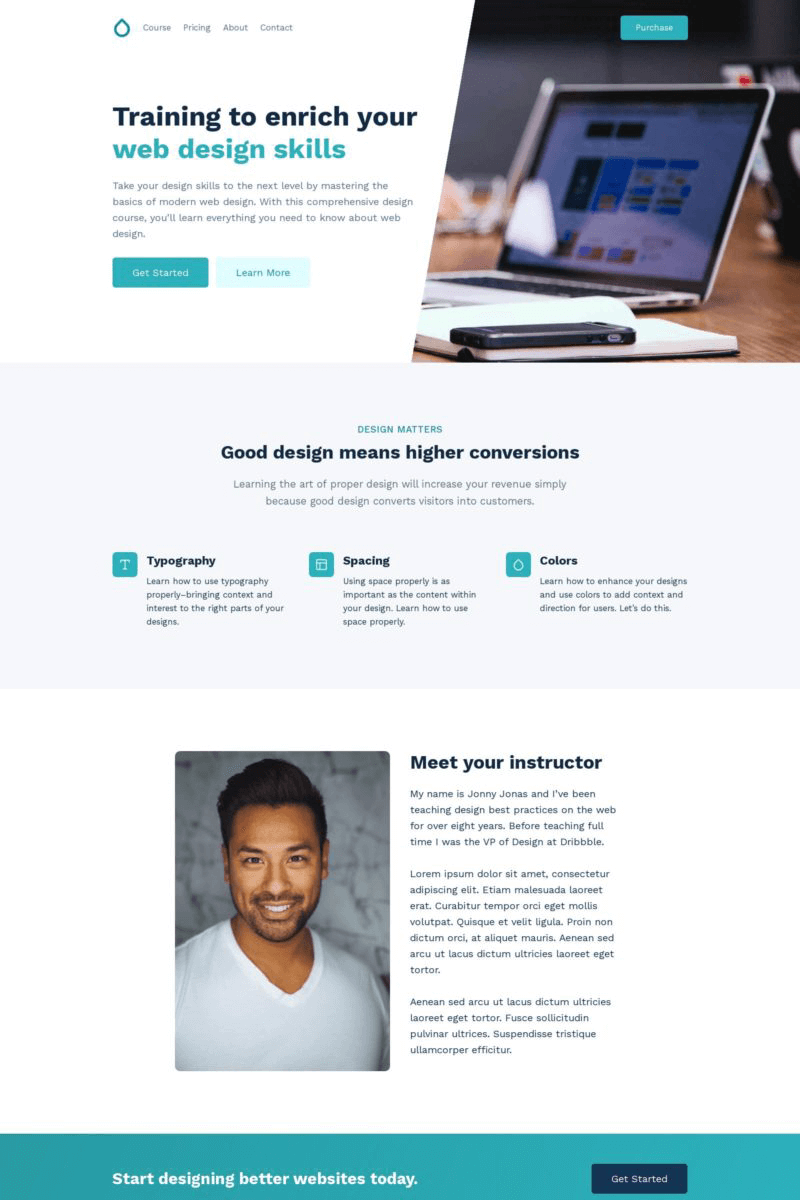 Course Pricing About Contact Purchase
Training to enrich your
web design skills
Take your design skills to the next level by mastering the
basics of modern web design. With this comprehensive design
course, you'll learn everything you need to know about web
design.
Get Started Learn More
DESIGN MATTERS
Good design means higher conversions
Learning the art of proper design will increase your revenue simply
because good design converts visitors into customers.
Typography
Learn how to use typography
properly–bringing context and
interest to the right parts of your
designs.
Spacing
Using space properly is as
important as the content within
your design. Learn how to use
space properly.
Colors
Learn how to enhance your designs
and use colors to add context and
direction for users. Let's do this.
Meet your instructor
My name is Jonny Jonas and I've been
teaching design best practices on the web
for over eight years. Before teaching full
time I was the VP of Design at Dribbble.
Lorem ipsum dolor sit amet, consectetur
adipiscing elit. Etiam malesuada laoreet
erat. Curabitur tempor orci eget mollis
volutpat. Quisque et velit ligula. Proin non
dictum orci, at aliquet mauris. Aenean sed
arcu ut lacus dictum ultricies laoreet eget
tortor.
Aenean sed arcu ut lacus dictum ultricies
laoreet eget tortor. Fusce sollicitudin
pulvinar ultrices. Suspendisse tristique
ullamcorper efficitur.
Start designing better websites today.
Get Started